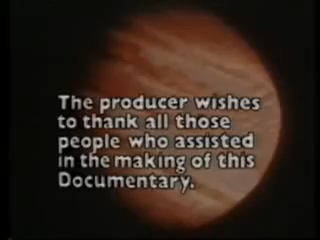 The producer wishes
to thank all those
people who assisted
in the making of this
Documentary.